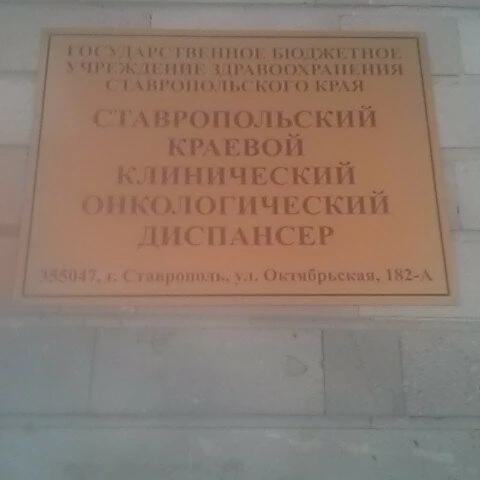 ГОСУДАРСТВЕННОЕ БЮДЖЕТНОЕ
УЧРЕЖДЕНИЕ ЗДРАВООХРАНЕНИЯ
СТАВРОПОЛЬСКОГО КРАЯ
СТАВРОПОЛЬСКИЙ
КРАЕВОЙ
КЛИНИЧЕСКИЙ
ОНКОЛОГИЧЕСКИЙ
ДИСПАНСЕР
355047, г. Ставрополь, ул. Октябрьская, 182-А